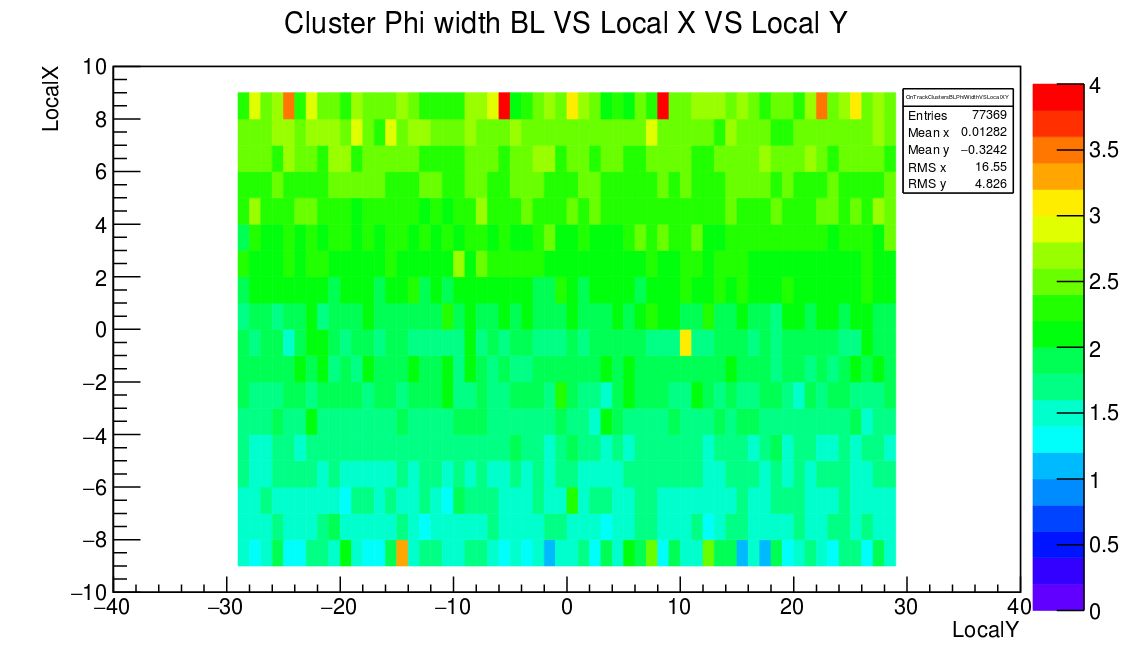 Cluster Phi width BL VS Local X VS Local Y
LocalX
10
8
6
4
2
0
−2
−4
−6
−8
−10
−40 −30 −20 −10 0 10 20 30 40
LocalY
OnTrackClustersBLPhiWidthVSLocalXY
Entries 77369
Mean x 0.01282
Mean y −0.3242
RMS x 16.55
RMS y 4.826
4
3.5
3
2.5
2
1.5
1
0.5
0